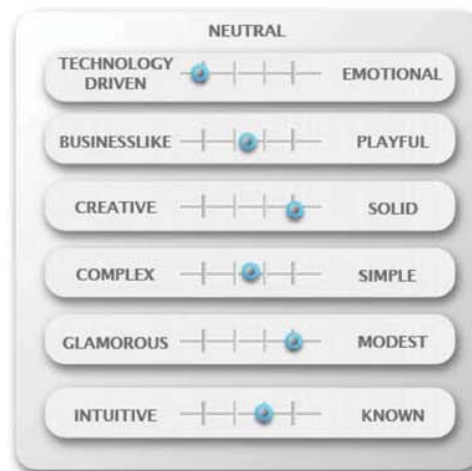 NEUTRAL
TECHNOLOGY
DRIVEN
EMOTIONAL
BUSINESSLIKE
PLAYFUL
CREATIVE
SOLID
COMPLEX
SIMPLE
GLAMOROUS
MODEST
INTUITIVE
KNOWN